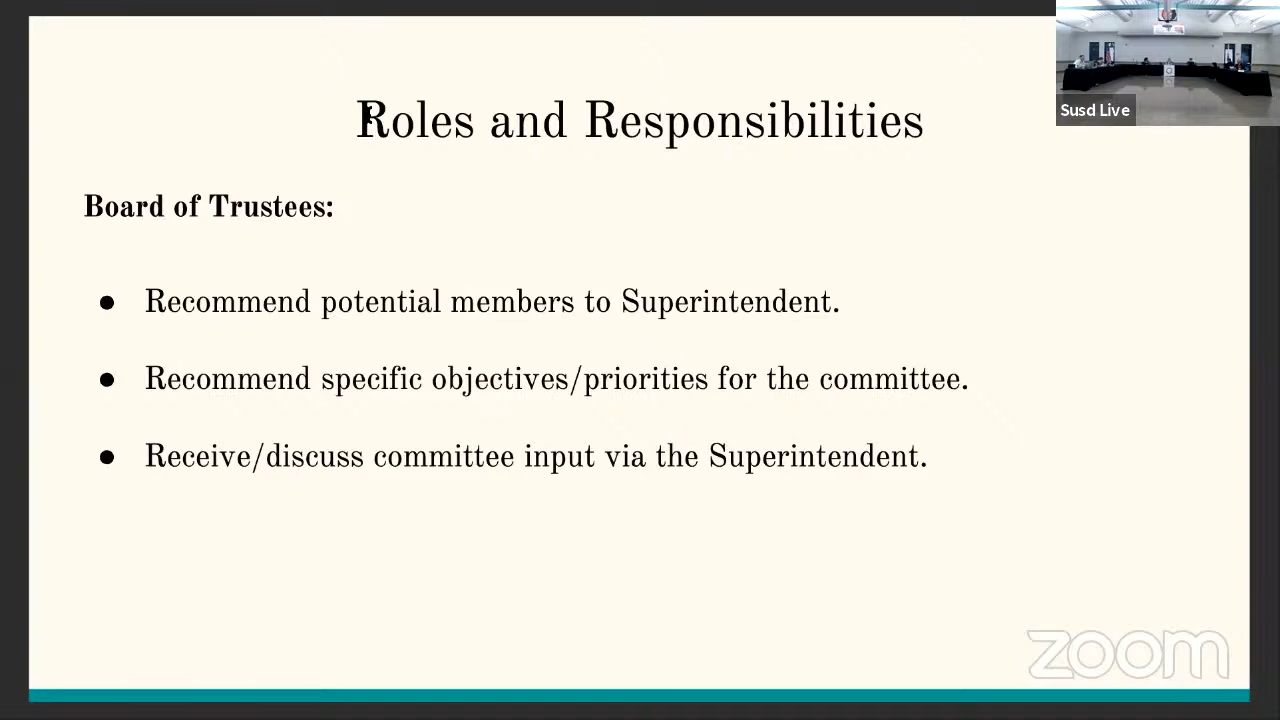 Roles and Responsibilities
Susd Live
Board of Trustees:
● Recommend potential members to Superintendent.
● Recommend specific objectives/priorities for the committee.
● Receive/discuss committee input via the Superintendent.
zoom